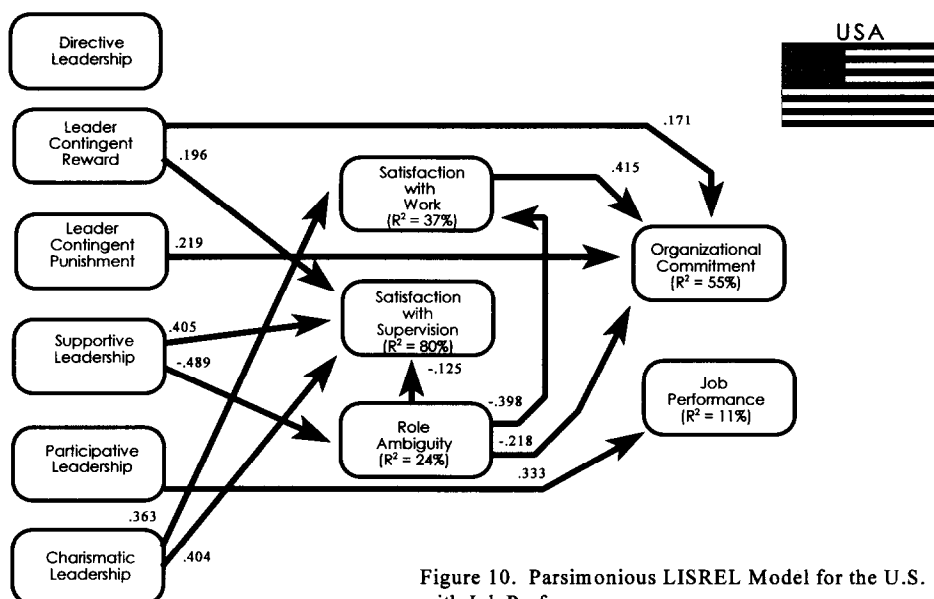 USA
Directive
Leadership
Leader
Contingent
Reward
.196
.171
Leader
Contingent
Punishment
.219
Supportive
Leadership
.405
-.489
Participative
Leadership
.363
Charismatic
Leadership
.404
Satisfaction
with
Work
(R² = 37%)
.415
Satisfaction
with
Supervision
(R² = 80%)
-.125
Role
Ambiguity
(R² = 24%)
-.398
-.218
.333
Organizational
Commitment
(R² = 55%)
Job
Performance
(R² = 11%)
Figure 10. Parsimonious LISREL Model for the U.S.